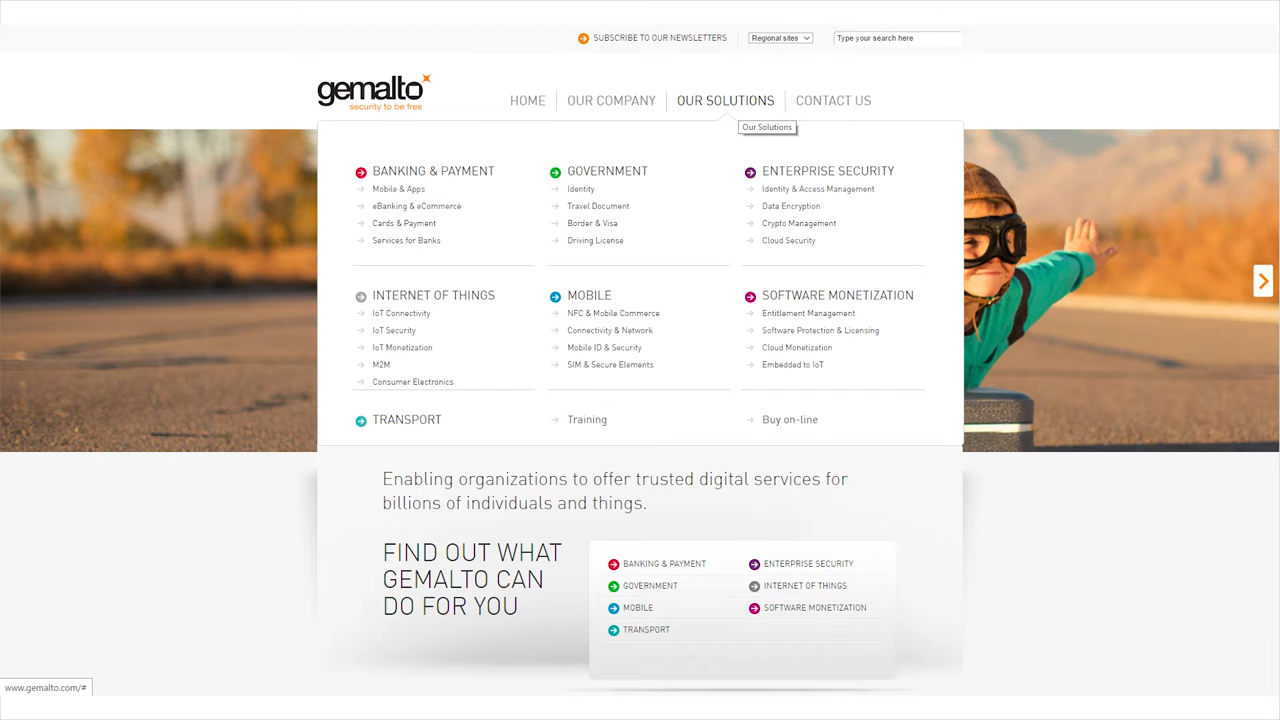 SUBSCRIBE TO OUR NEWSLETTERS
Regional sites
Type your search here
gemalto
security to be free
HOME
OUR COMPANY
OUR SOLUTIONS
CONTACT US
Our Solutions
BANKING & PAYMENT
Mobile & Apps
eBanking & eCommerce
Cards & Payment
Services for Banks
GOVERNMENT
Identity
Travel Document
Border & Visa
Driving License
ENTERPRISE SECURITY
Identity & Access Management
Data Encryption
Crypto Management
Cloud Security
INTERNET OF THINGS
IoT Connectivity
IoT Security
IoT Monetization
M2M
Consumer Electronics
MOBILE
NFC & Mobile Commerce
Connectivity & Network
Mobile ID & Security
SIM & Secure Elements
SOFTWARE MONETIZATION
Entitlement Management
Software Protection & Licensing
Cloud Monetization
Embedded to IoT
TRANSPORT
Training
Buy on-line
Enabling organizations to offer trusted digital services for
billions of individuals and things.
FIND OUT WHAT
GEMALTO CAN
DO FOR YOU
BANKING & PAYMENT
GOVERNMENT
MOBILE
TRANSPORT
ENTERPRISE SECURITY
INTERNET OF THINGS
SOFTWARE MONETIZATION
www.gemalto.com/#